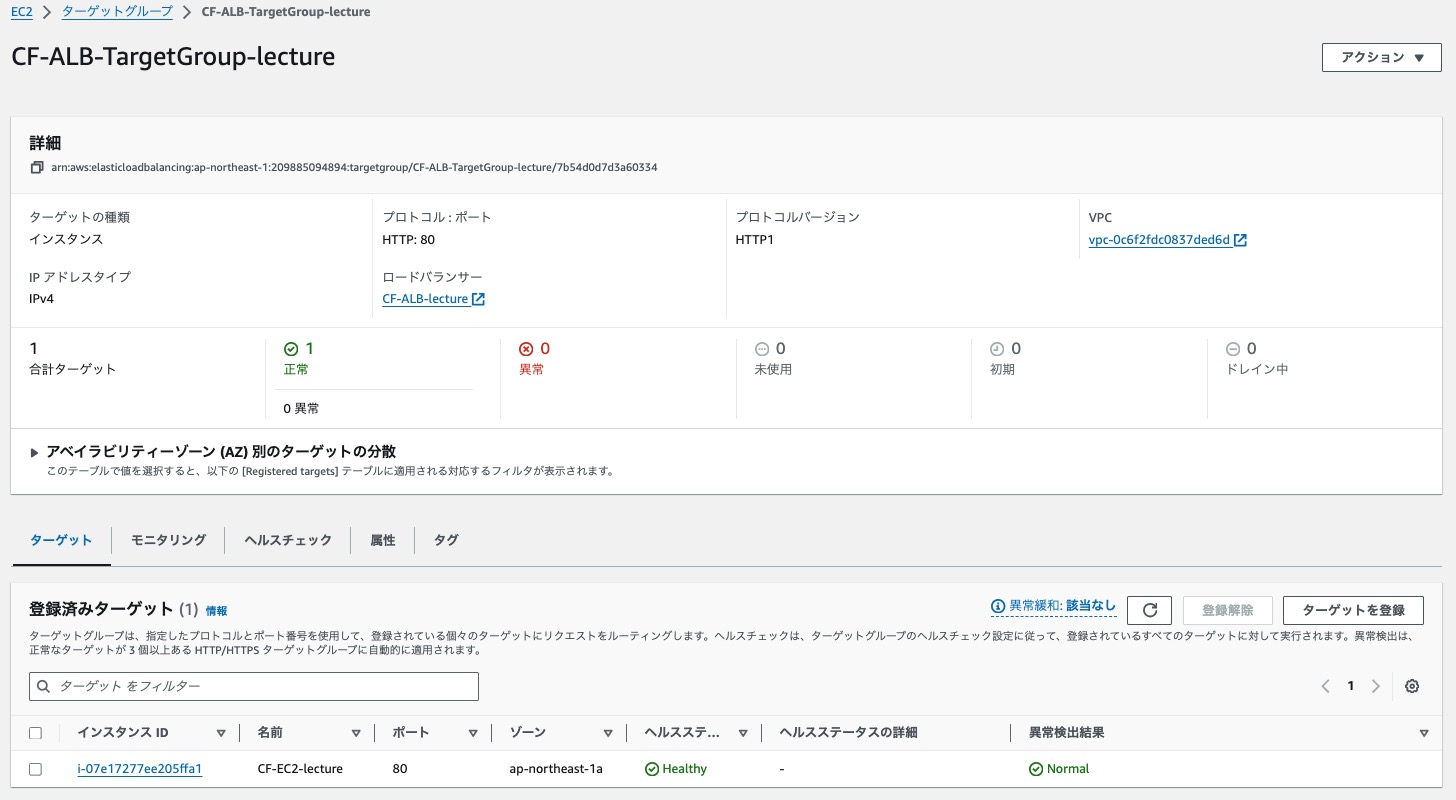 EC2 > ターゲットグループ > CF-ALB-TargetGroup-lecture
CF-ALB-TargetGroup-lecture
アクション ▼
詳細
arn:aws:elasticloadbalancing:ap-northeast-1:209885094894:targetgroup/CF-ALB-TargetGroup-lecture/7b54d0d7d3a60334
ターゲットの種類
インスタンス
プロトコル : ポート
HTTP: 80
プロトコルバージョン
HTTP1
VPC
vpc-0c6f2fdc0837ded6d
IP アドレスタイプ
IPv4
ロードバランサー
CF-ALB-lecture
1
合計ターゲット
1
正常
0 異常
0
異常
0
未使用
0
初期
0
ドレイン中
アベイラビリティーゾーン (AZ) 別のターゲットの分散
このテーブルで値を選択すると、以下の [Registered targets] テーブルに適用される対応するフィルタが表示されます。
ターゲット モニタリング ヘルスチェック 属性 タグ
登録済みターゲット (1) 情報
異常緩和: 該当なし
登録解除
ターゲットを登録
ターゲットグループは、指定したプロトコルとポート番号を使用して、登録されている個々のターゲットにリクエストをルーティングします。ヘルスチェックは、ターゲットグループのヘルスチェック設定に従って、登録されているすべてのターゲットに対して実行されます。異常検出は、
正常なターゲットが 3 個以上ある HTTP/HTTPS ターゲットグループに自動的に適用されます。
ターゲット をフィルター
1
インスタンス ID 名前 ポート ゾーン ヘルスステ... ヘルスステータスの詳細 異常検出結果
i-07e17277ee205ffa1 CF-EC2-lecture 80 ap-northeast-1a Healthy - Normal